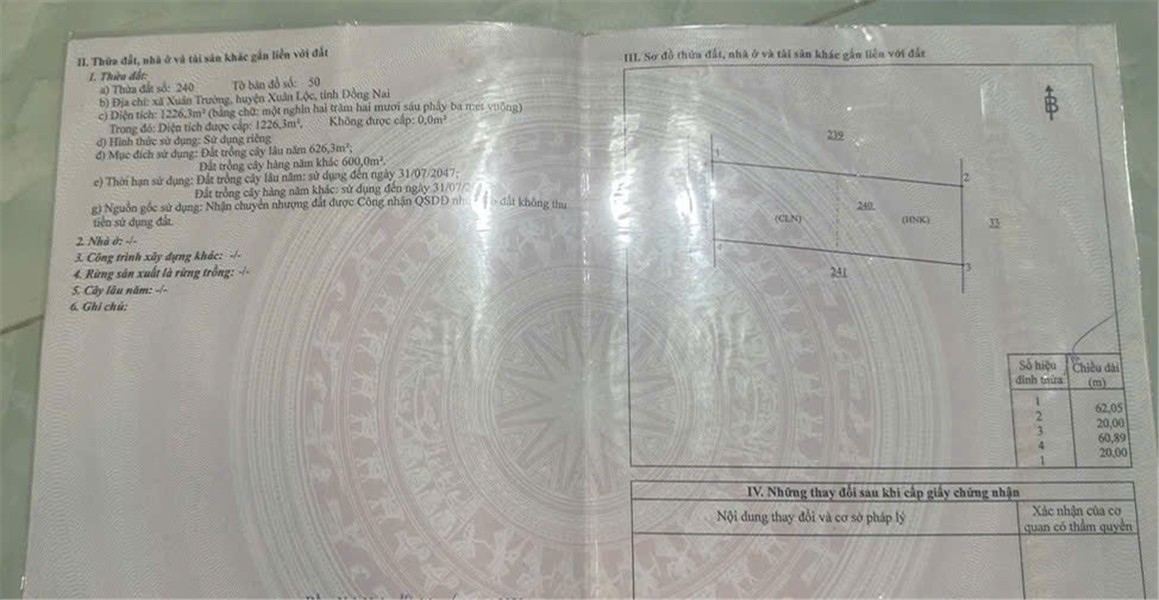 II. Thửa đất, nhà ở và tài sản khác gắn liền với đất
1. Thửa đất:
a) Thửa đất số: 240 Tờ bản đồ số: 50
b) Địa chỉ: xã Xuân Trường, huyện Xuân Lộc, tỉnh Đồng Nai
c) Diện tích: 1226,3m² (bằng chữ: một nghìn hai trăm hai mươi sáu phẩy ba mét vuông)
Trong đó: Diện tích được cấp: 1226,3m², Không được cấp: 0,0m²
d) Hình thức sử dụng: Sử dụng riêng
đ) Mục đích sử dụng: Đất trồng cây lâu năm 626,3m²;
Đất trồng cây hàng năm khác 600,0m².
e) Thời hạn sử dụng: Đất trồng cây lâu năm: sử dụng đến ngày 31/07/2047;
Đất trồng cây hàng năm khác: sử dụng đến ngày 31/07/
g) Nguồn gốc sử dụng: Nhận chuyển nhượng đất được Công nhận QSDĐ đất không thu
tiền sử dụng đất.
2. Nhà ở: -/-
3. Công trình xây dựng khác: -/-
4. Rừng sản xuất là rừng trồng: -/-
5. Cây lâu năm: -/-
6. Ghi chú:
III. Sơ đồ thửa đất, nhà ở và tài sản khác gắn liền với đất
B
239
1
2
240
(CLN)
(HNK)
33
4
3
241
Số hiệu đỉnh thửa
Chiều dài (m)
1
62,05
2
20,00
3
60,89
4
20,00
1
IV. Những thay đổi sau khi cấp giấy chứng nhận
Nội dung thay đổi và cơ sở pháp lý
Xác nhận của cơ
quan có thẩm quyền